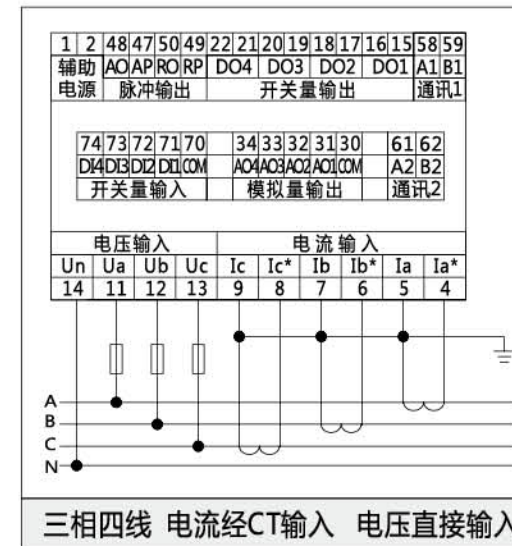 1 2 48 47 50 49 22 21 20 19 18 17 16 15 58 59
辅助 AO AP RO RP DO4 DO3 DO2 DO1 A1 B1
电源 脉冲输出 开关量输出 通讯1
74 73 72 71 70 34 33 32 31 30 61 62
DI4 DI3 DI2 DI1 COM AO4 AO3 AO2 AO1 COM A2 B2
开关量输入 模拟量输出 通讯2
电压输入 电流输入
Un Ua Ub Uc Ic Ic* Ib Ib* Ia Ia*
14 11 12 13 9 8 7 6 5 4
A
B
C
N
三相四线 电流经CT输入 电压直接输入